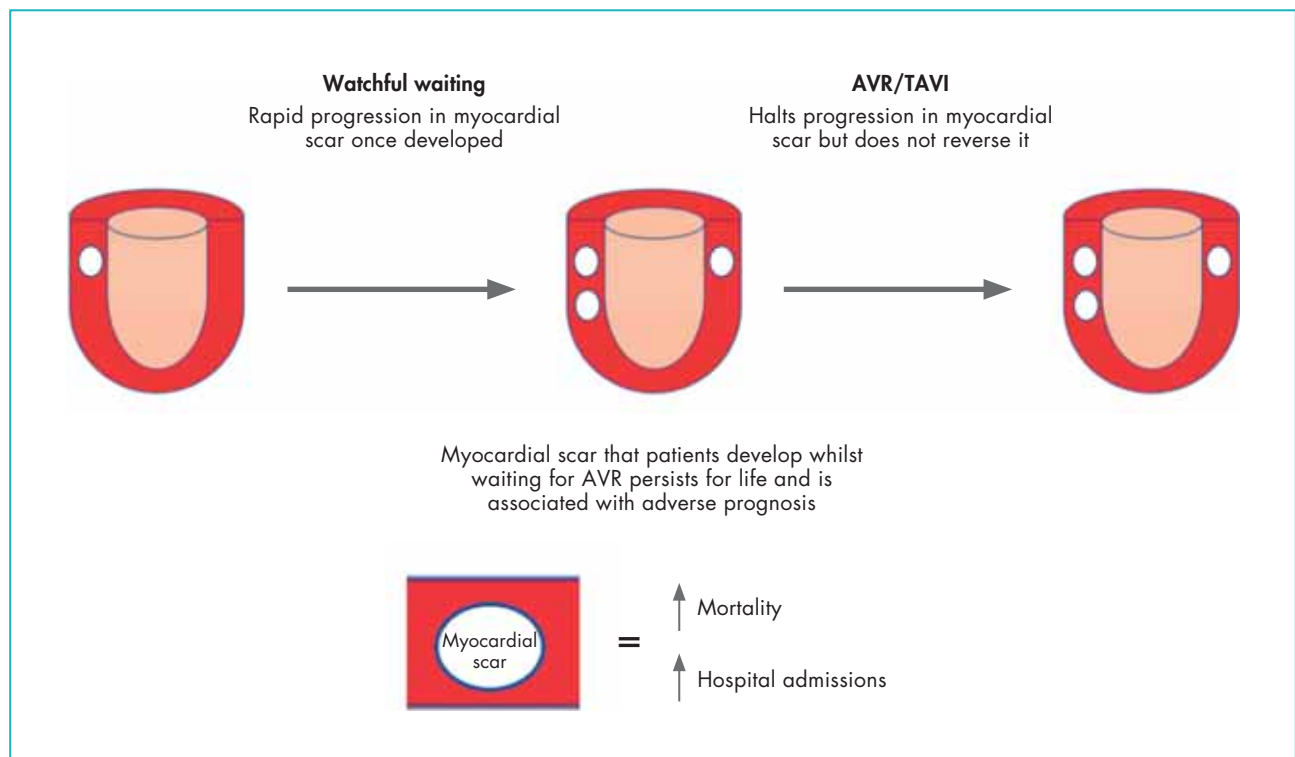 Watchful waiting
Rapid progression in myocardial
scar once developed
AVR/TAVI
Halts progression in myocardial
scar but does not reverse it
Myocardial scar that patients develop whilst
waiting for AVR persists for life and is
associated with adverse prognosis
Myocardial
scar
=
Mortality
Hospital admissions